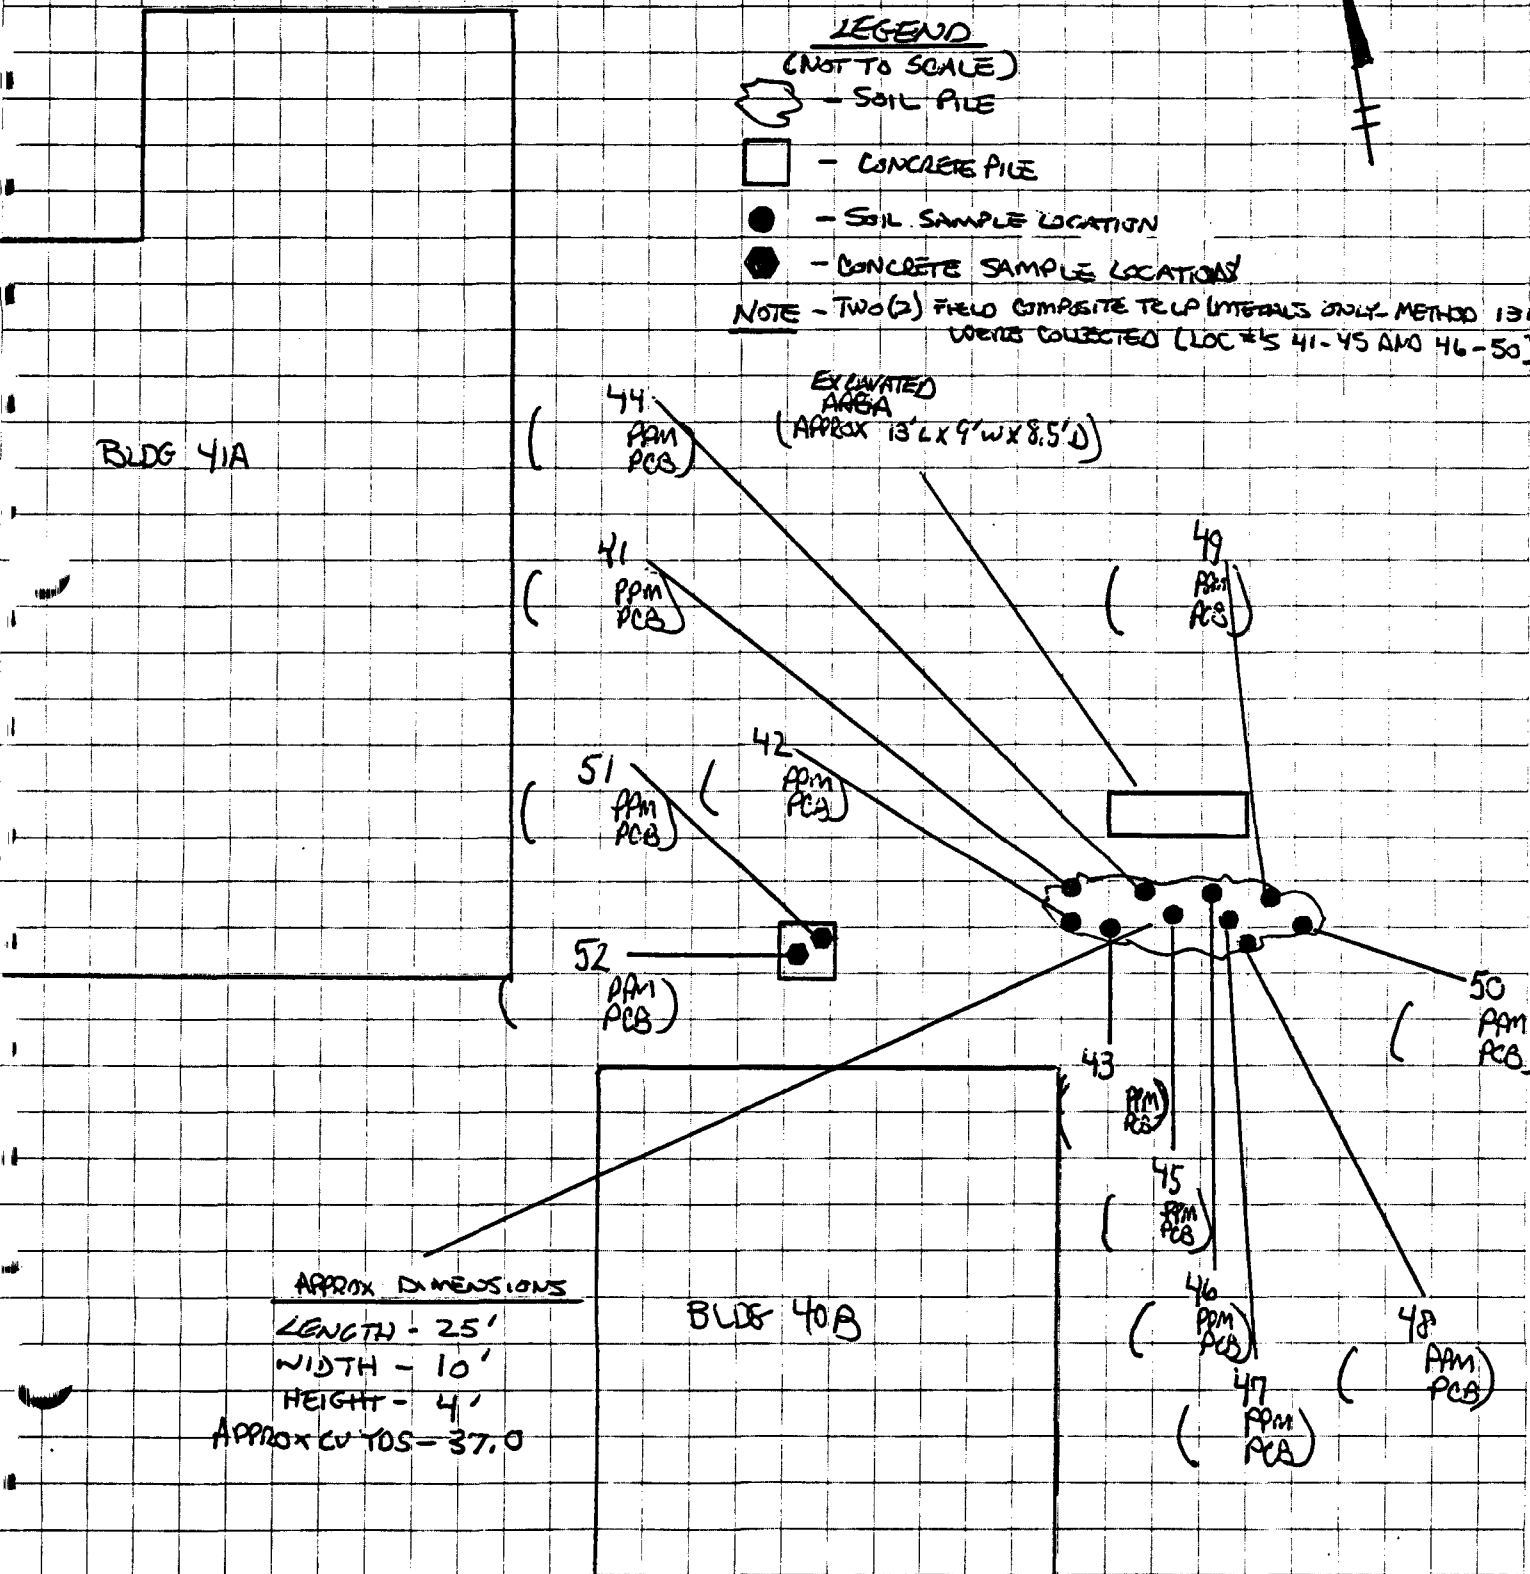 LEGEND
(NOT TO SCALE)
- SOIL PILE
- CONCRETE PILE
- SOIL SAMPLE LOCATION
- CONCRETE SAMPLE LOCATIONS
NOTE - TWO (2) FIELD COMPOSITE TCLP (METALS ONLY - METHOD 131
WERE COLLECTED (LOC #'S 41-45 AND 46-50)
EXCAVATED
AREA
(APPROX 13'L X 9'W X 8.5'D)
BLDG 41A
44
( PPM
PCB)
41
( PPM
PCB)
49
( PPM
PCB)
42
( PPM
PCB)
51
( PPM
PCB)
52
( PPM
PCB)
50
( PPM
PCB)
43
( PPM
PCB)
45
( PPM
PCB)
46
( PPM
PCB)
47
( PPM
PCB)
48
( PPM
PCB)
APPROX DIMENSIONS
LENGTH - 25'
WIDTH - 10'
HEIGHT - 4'
APPROX CU YDS - 37.0
BLDG 40B